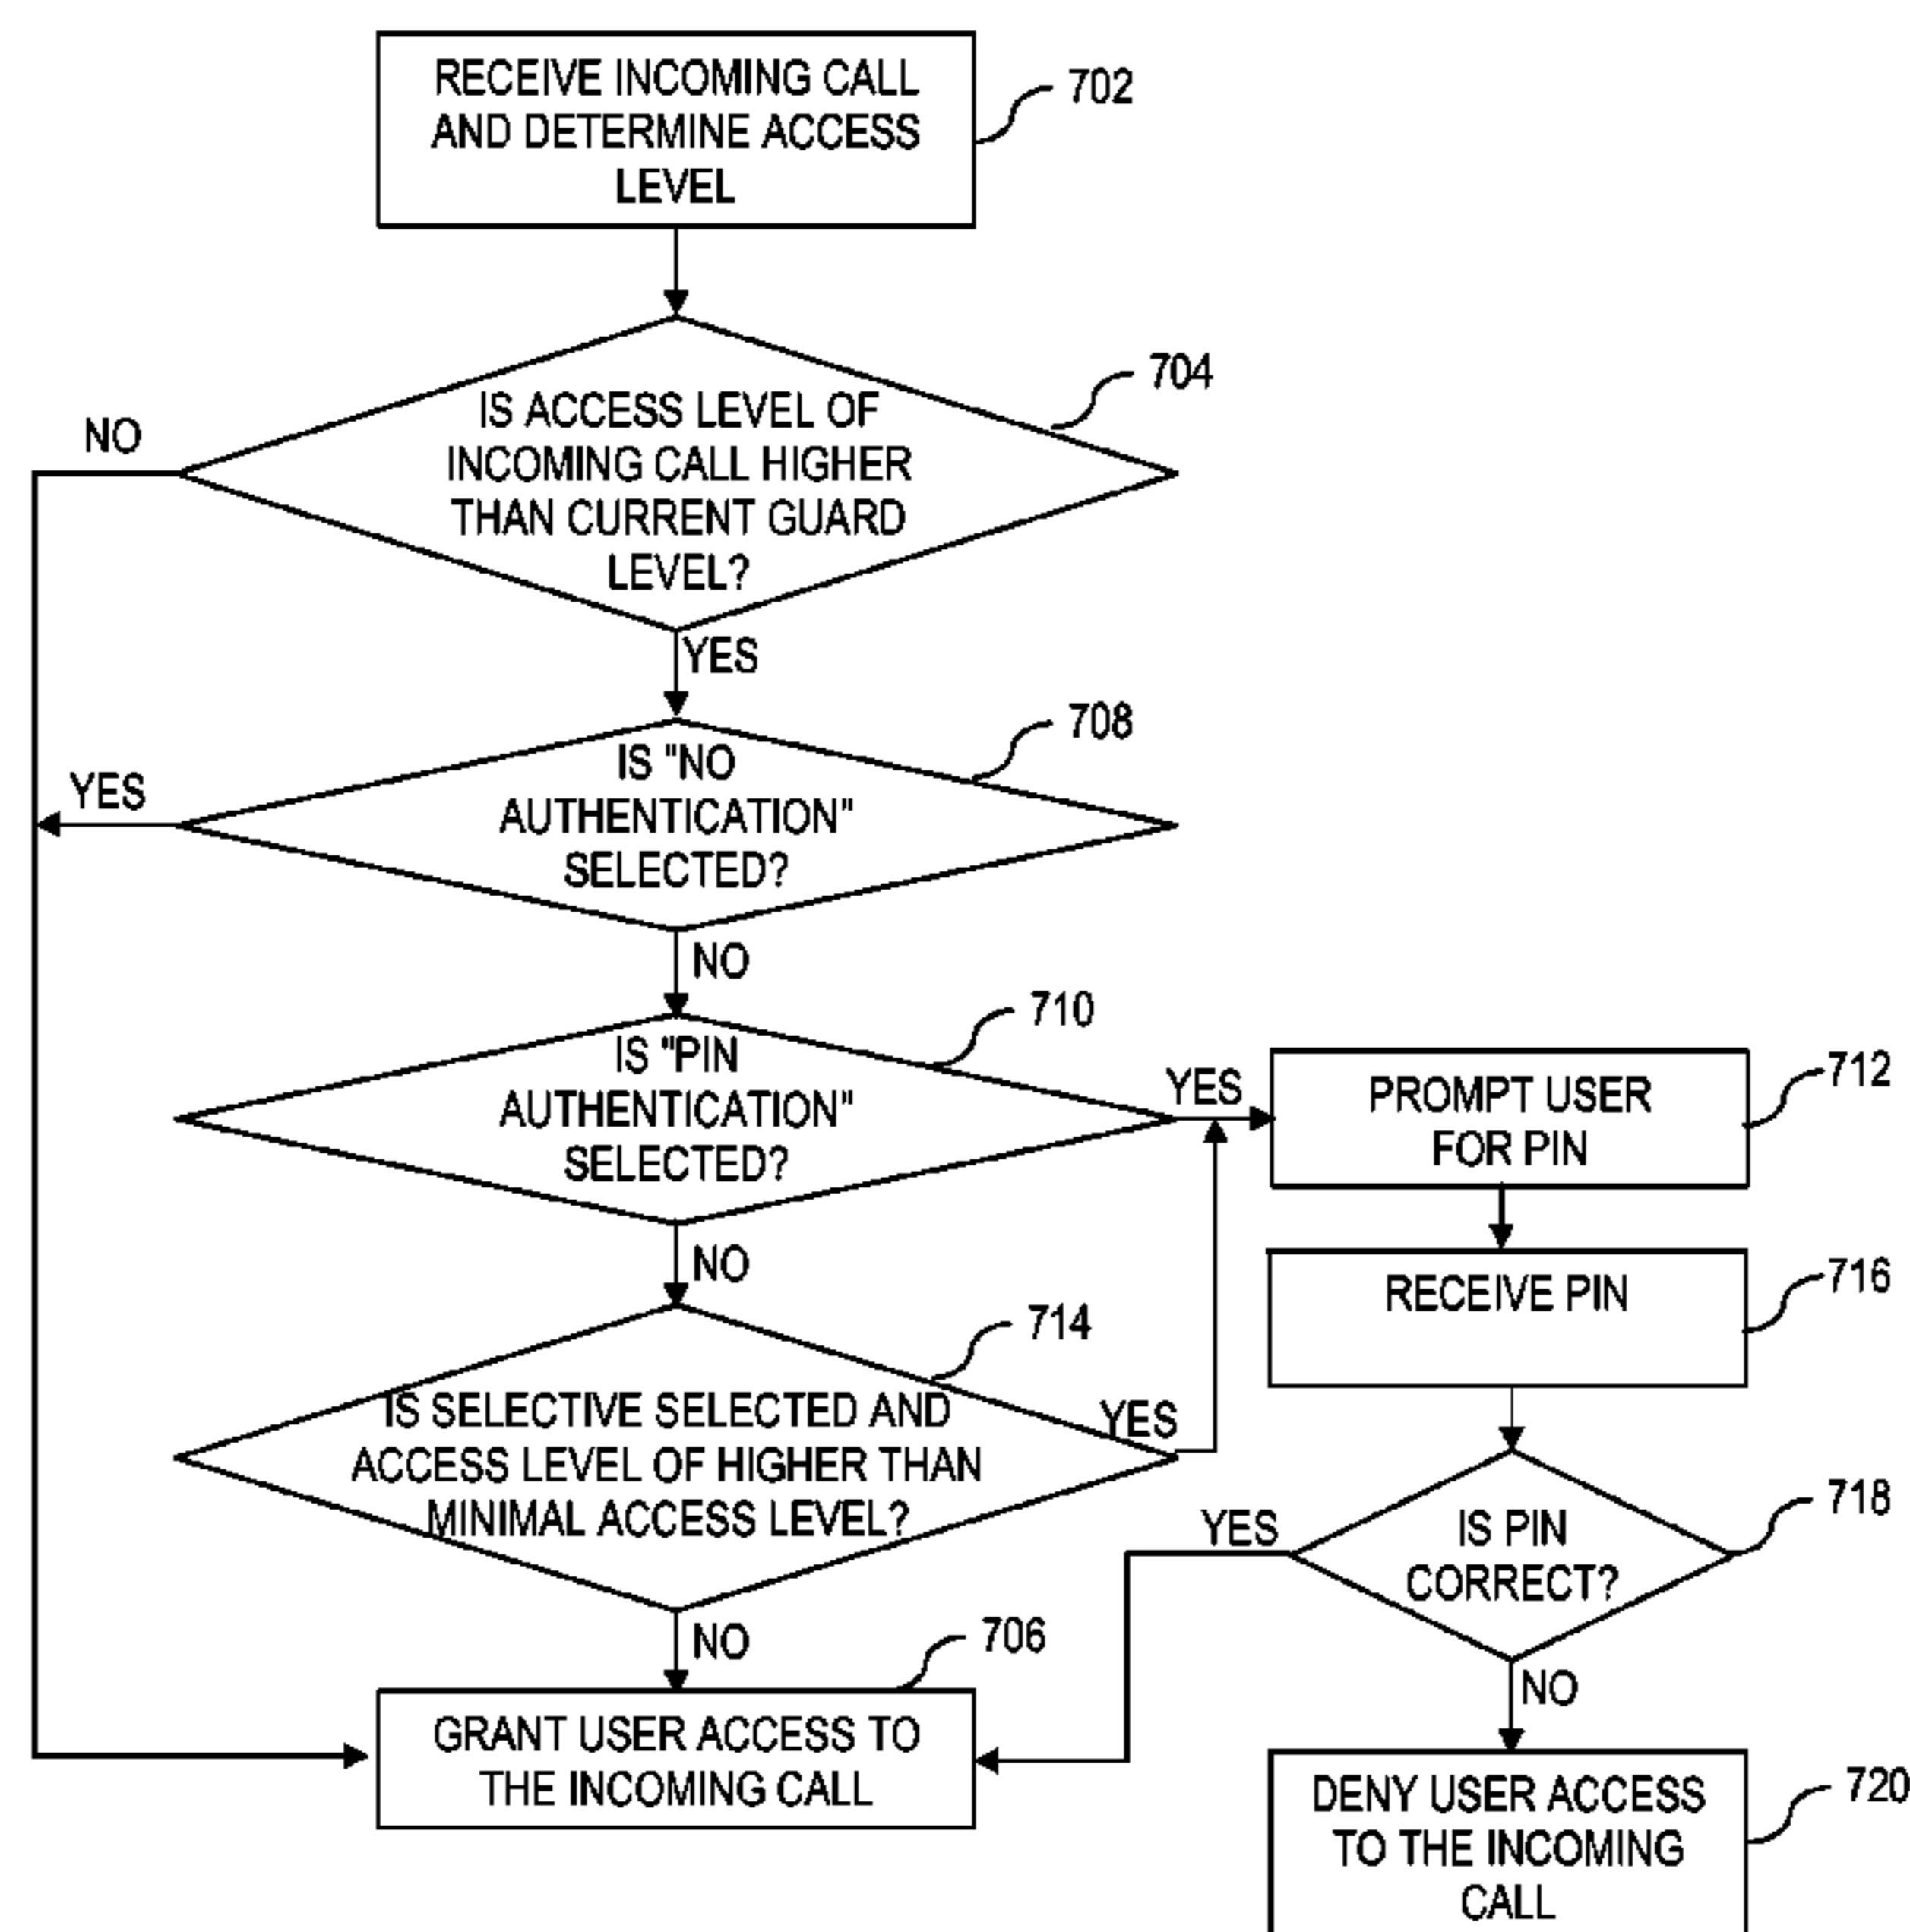 RECEIVE INCOMING CALL
AND DETERMINE ACCESS
LEVEL
702
IS ACCESS LEVEL OF
INCOMING CALL HIGHER
THAN CURRENT GUARD
LEVEL?
704
NO
YES
IS "NO
AUTHENTICATION"
SELECTED?
708
YES
NO
IS "PIN
AUTHENTICATION"
SELECTED?
710
YES
NO
PROMPT USER
FOR PIN
712
RECEIVE PIN
716
IS SELECTIVE SELECTED AND
ACCESS LEVEL OF HIGHER THAN
MINIMAL ACCESS LEVEL?
714
YES
NO
IS PIN
CORRECT?
718
YES
NO
GRANT USER ACCESS TO
THE INCOMING CALL
706
DENY USER ACCESS
TO THE INCOMING
CALL
720